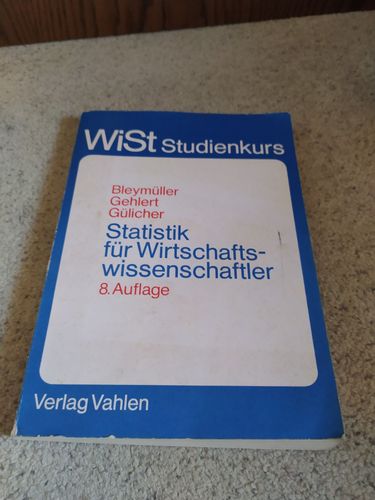 WiSt Studienkurs
Bleymüller
Gehlert
Gülicher
Statistik
für Wirtschafts-
wissenschaftler
8. Auflage
Verlag Vahlen